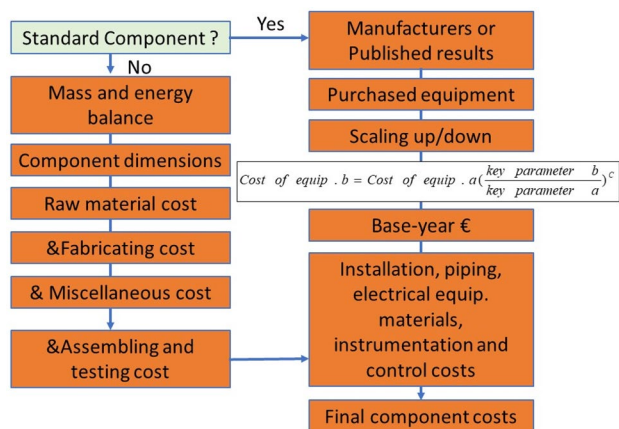 Standard Component ?
Yes
No
Mass and energy
balance
Component dimensions
Raw material cost
&Fabricating cost
& Miscellaneous cost
&Assembling and
testing cost
Manufacturers or
Published results
Purchased equipment
Scaling up/down
Cost of equip . b = Cost of equip . a(key parameter b / key parameter a)^C
Base-year €
Installation, piping,
electrical equip.
materials,
instrumentation and
control costs
Final component costs